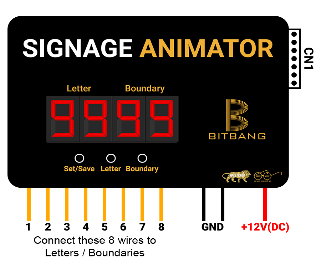 SIGNAGE ANIMATOR
CN1
Letter Boundary
9999
BITBANG
Set/Save Letter Boundary
1 2 3 4 5 6 7 8 GND +12V(DC)
Connect these 8 wires to
Letters / Boundaries